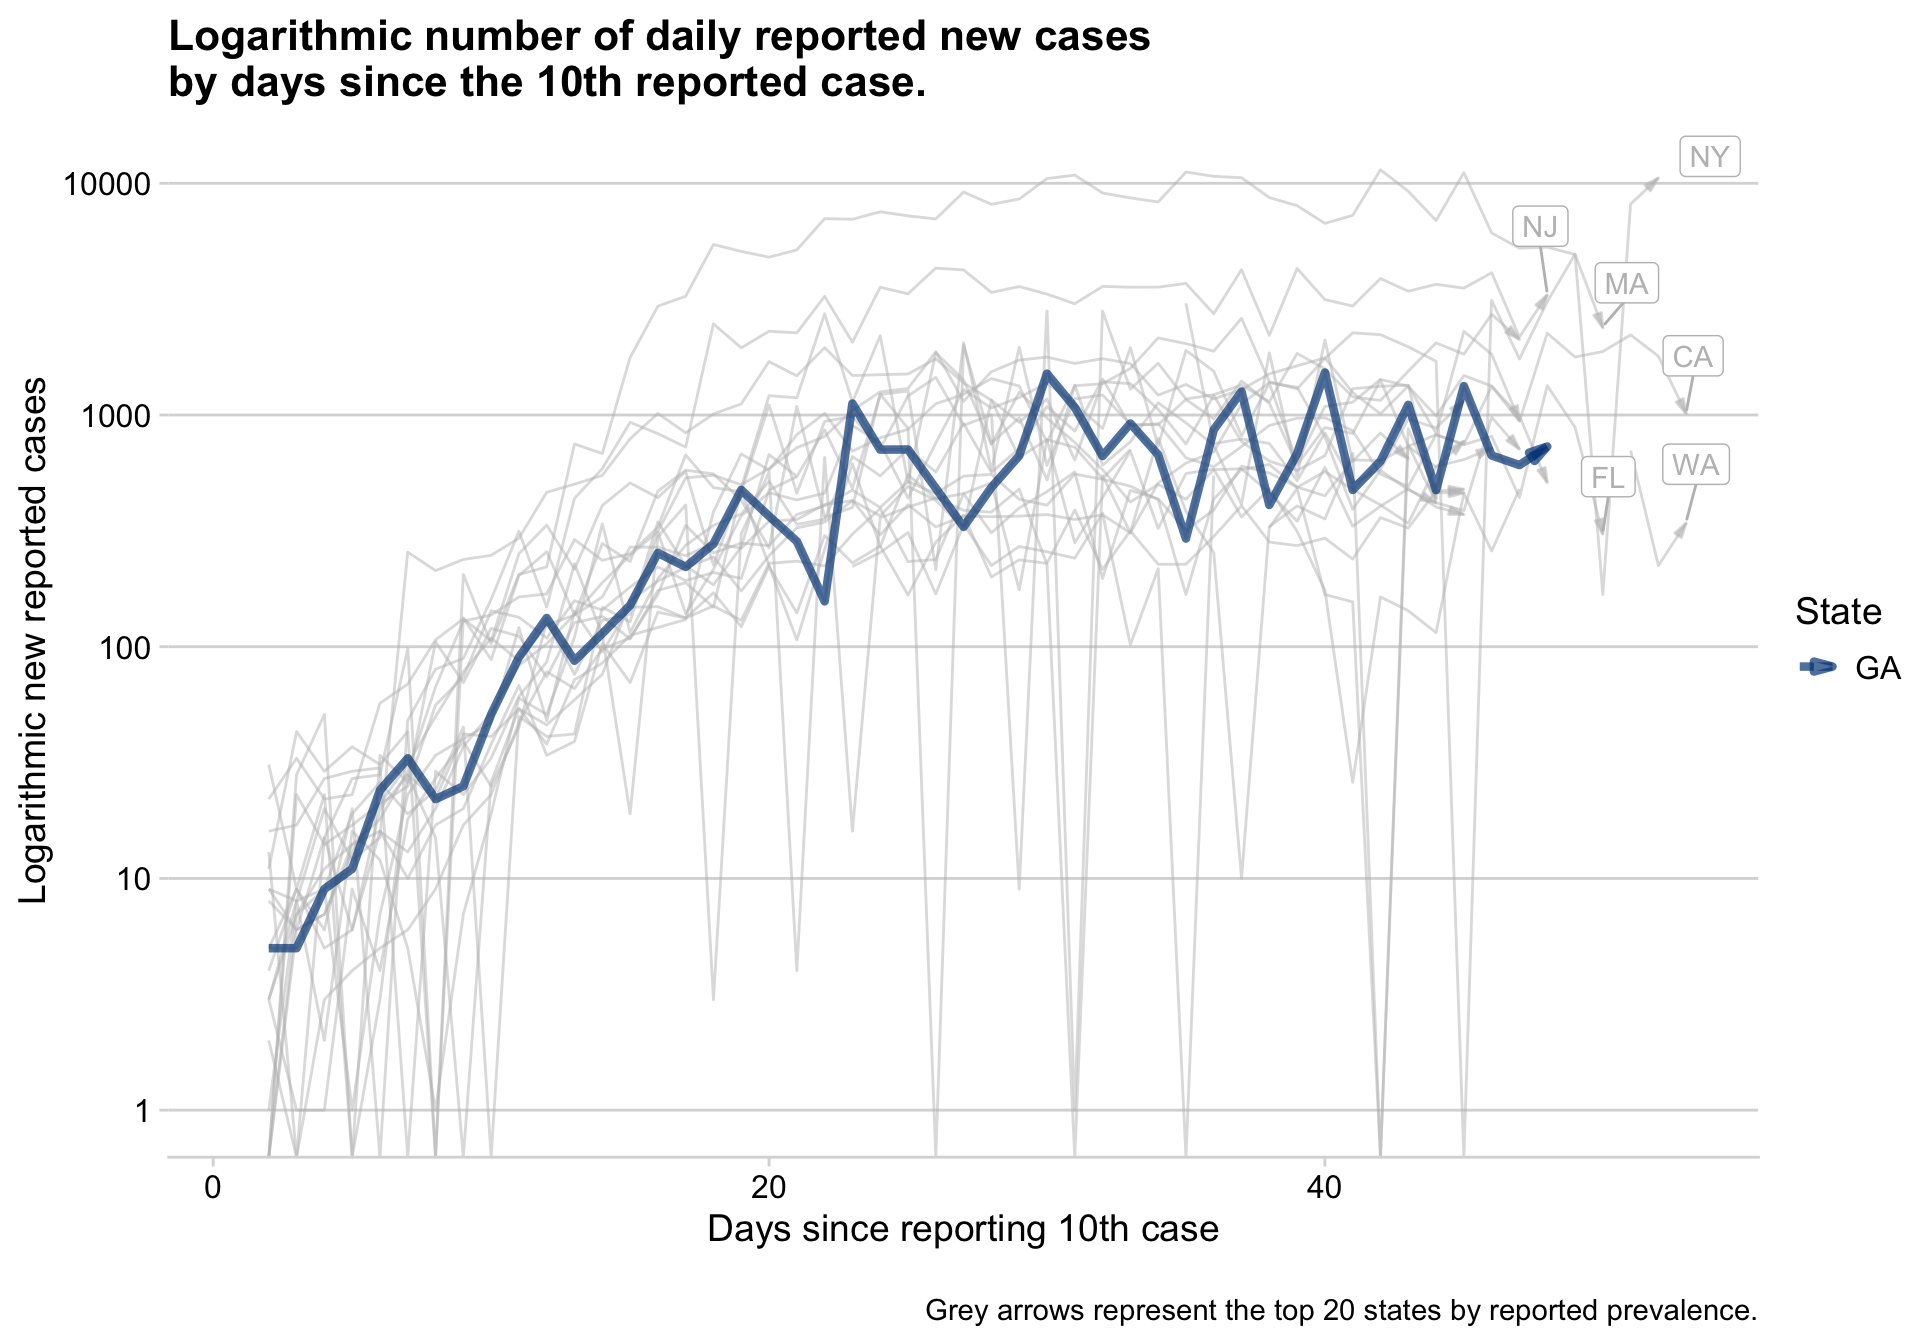 Logarithmic number of daily reported new cases
by days since the 10th reported case.
Logarithmic new reported cases
10000
1000
100
10
1
NY
NJ
MA
CA
FL
WA
State
GA
0
20
40
Days since reporting 10th case
Grey arrows represent the top 20 states by reported prevalence.